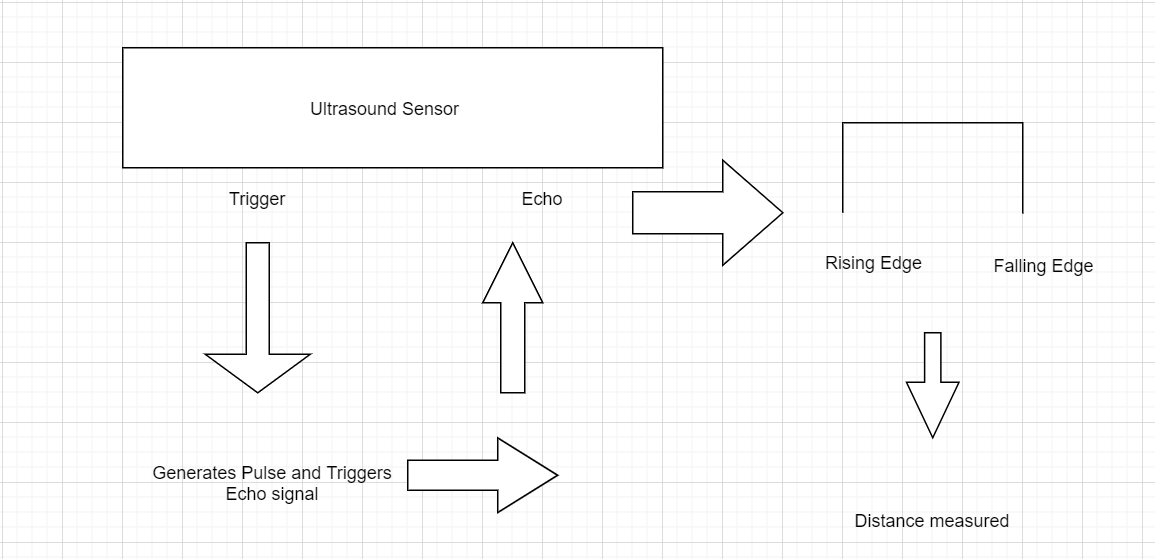 Ultrasound Sensor
Trigger
Echo
Rising Edge
Falling Edge
Generates Pulse and Triggers
Echo signal
Distance measured